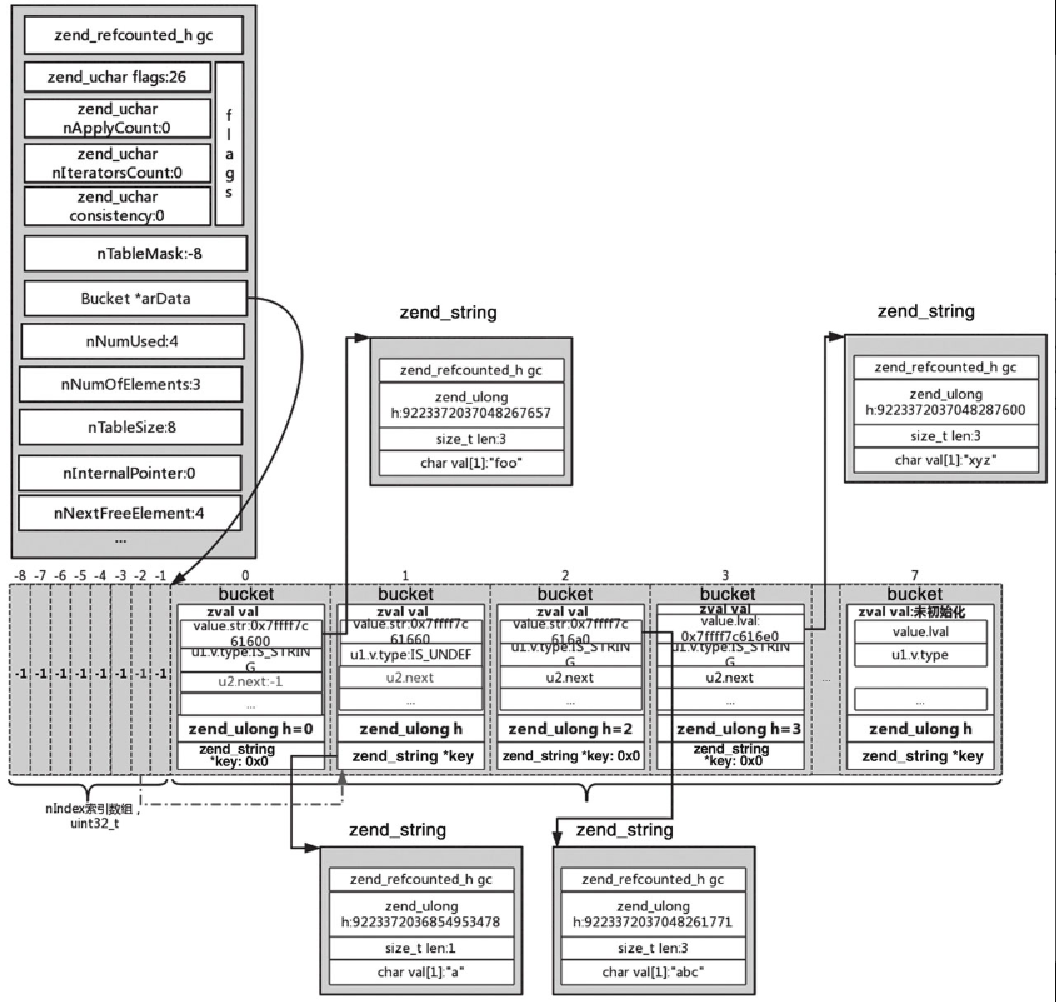 zend_refcounted_h gc
zend_uchar flags:26
zend_uchar
nApplyCount:0
zend_uchar
nIteratorsCount:0
zend_uchar
consistency:0
f
l
a
g
s
nTableMask:-8
Bucket *arData
nNumUsed:4
nNumOfElements:3
nTableSize:8
nInternalPointer:0
nNextFreeElement:4
...
zend_string
zend_refcounted_h gc
zend_ulong
h:9223372037048267657
size_t len:3
char val[1]:"foo"
zend_string
zend_refcounted_h gc
zend_ulong
h:9223372037048287600
size_t len:3
char val[1]:"xyz"
-8 -7 -6 -5 -4 -3 -2 -1 0 1 2 3 7
-1 -1 -1 -1 -1 -1 -1 -1
bucket
zval val
value.str:0x7ffff7c
61600
u1.v.type:IS_STRIN
G
u2.next:-1
...
zend_ulong h=0
zend_string
*key: 0x0
bucket
zval val
value.str:0x7ffff7c
61660
u1.v.type:IS_UNDEF
u2.next
...
zend_ulong h
zend_string *key
bucket
zval val
value.str:0x7ffff7c
616a0
u1.v.type:IS_STRIN
G
u2.next
...
zend_ulong h=2
zend_string *key: 0x0
bucket
zval val
value.lval:
0x7ffff7c616e0
u1.v.type:IS_STRIN
G
u2.next
...
zend_ulong h=3
zend_string
*key: 0x0
...
bucket
zval val:未初始化
value.lval
u1.v.type
...
zend_ulong h
zend_string *key
nIndex索引数组，
uint32_t
zend_string
zend_refcounted_h gc
zend_ulong
h:9223372036854953478
size_t len:1
char val[1]:"a"
zend_string
zend_refcounted_h gc
zend_ulong
h:9223372037048261771
size_t len:3
char val[1]:"abc"